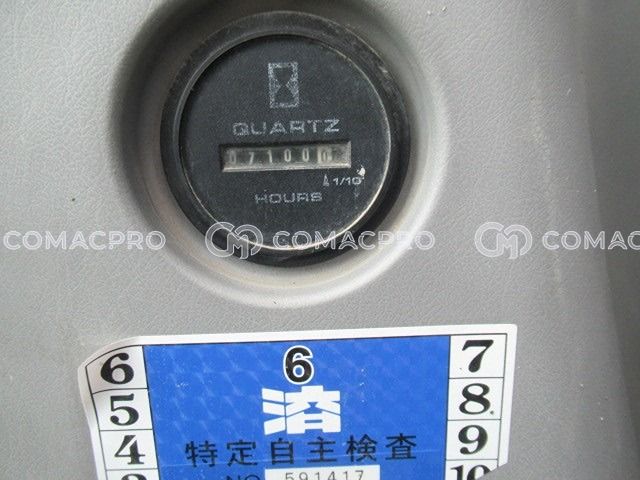 QUARTZ
07100
1/10
HOURS
COMACPRO COMACPRO COMACPRO
6 6 7
5 済 8
4 特定自主検査 9
NO 591417 10